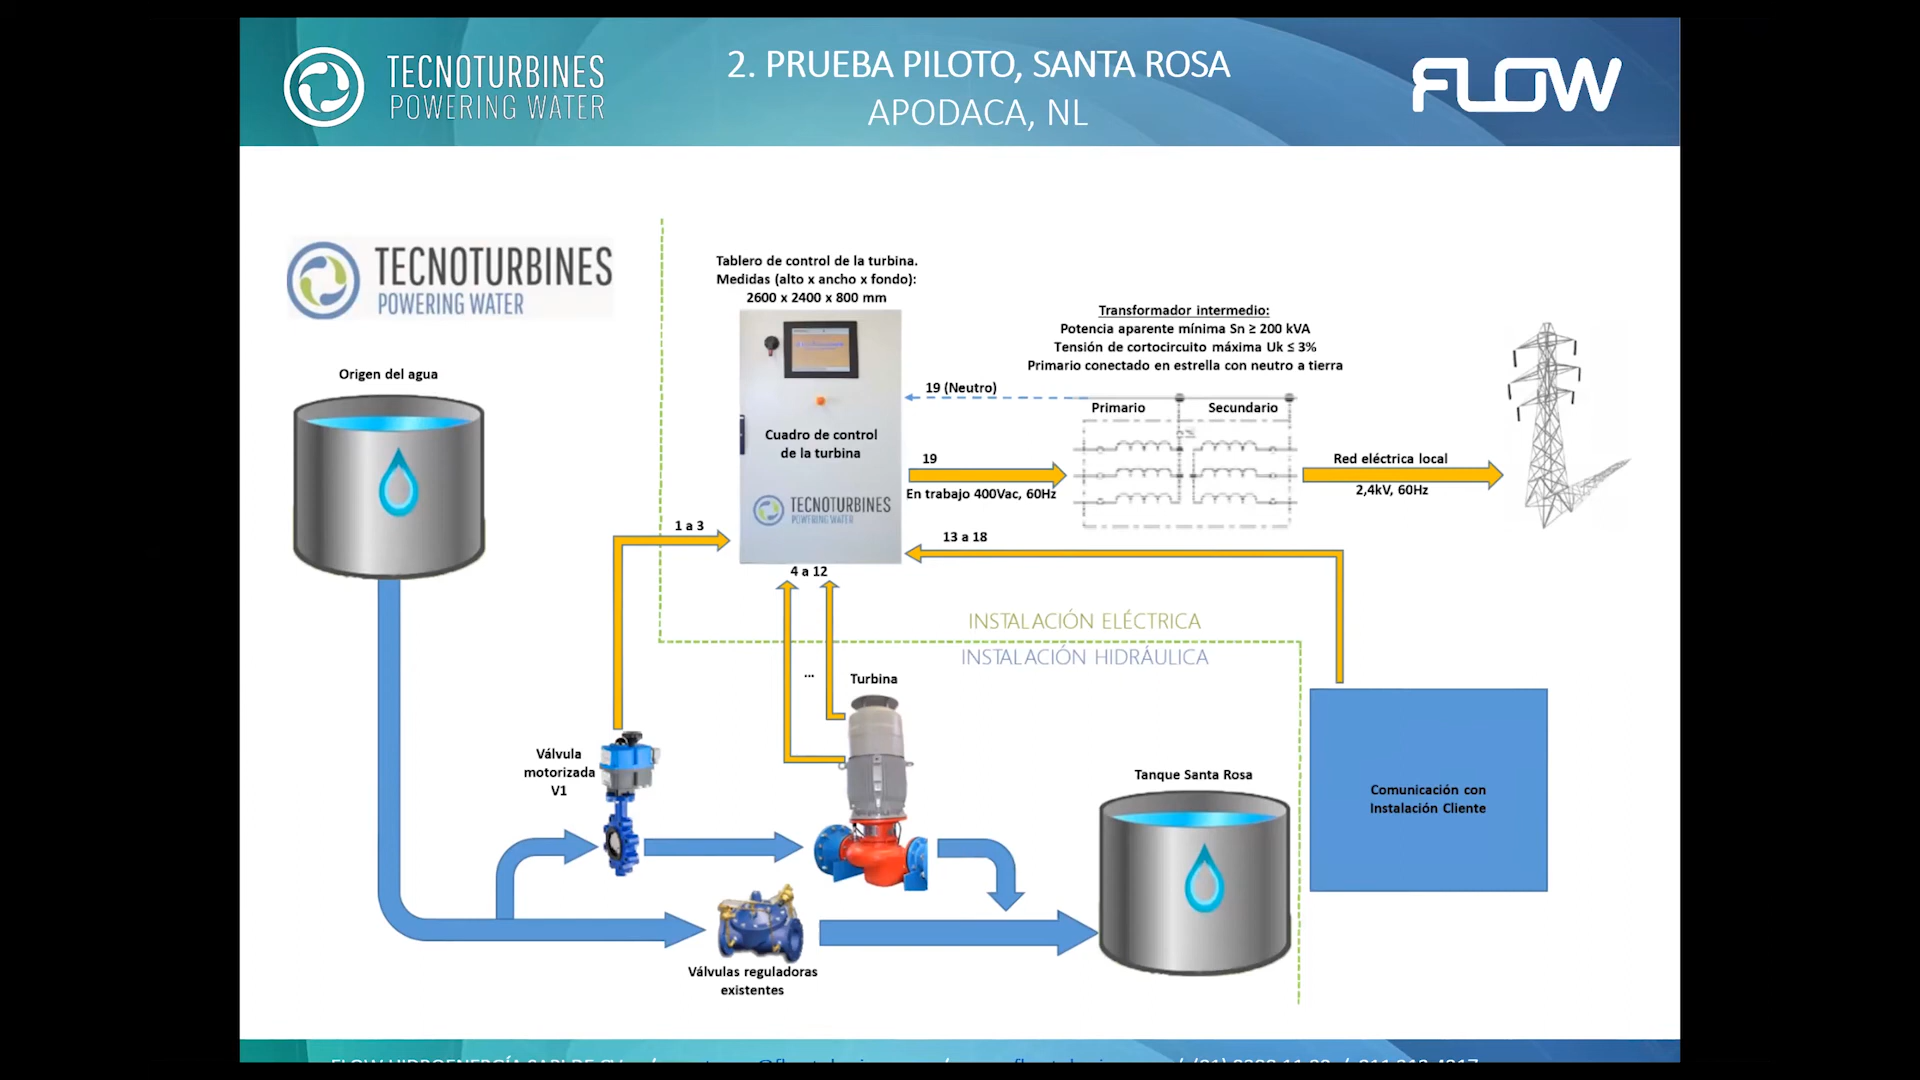 TECNOTURBINES
POWERING WATER
2. PRUEBA PILOTO, SANTA ROSA
APODACA, NL
FLOW
TECNOTURBINES
POWERING WATER
Tablero de control de la turbina.
Medidas (alto x ancho x fondo):
2600 x 2400 x 800 mm
Transformador intermedio:
Potencia aparente mínima Sn ≥ 200 kVA
Tensión de cortocircuito máxima Uk ≤ 3%
Primario conectado en estrella con neutro a tierra
Origen del agua
19 (Neutro)
Primario
Secundario
Cuadro de control
de la turbina
19
En trabajo 400Vac, 60Hz
Red eléctrica local
2,4kV, 60Hz
TECNOTURBINES
POWERING WATER
1 a 3
13 a 18
4 a 12
INSTALACIÓN ELÉCTRICA
INSTALACIÓN HIDRÁULICA
...
Turbina
Válvula
motorizada
V1
Tanque Santa Rosa
Comunicación con
Instalación Cliente
Válvulas reguladoras
existentes